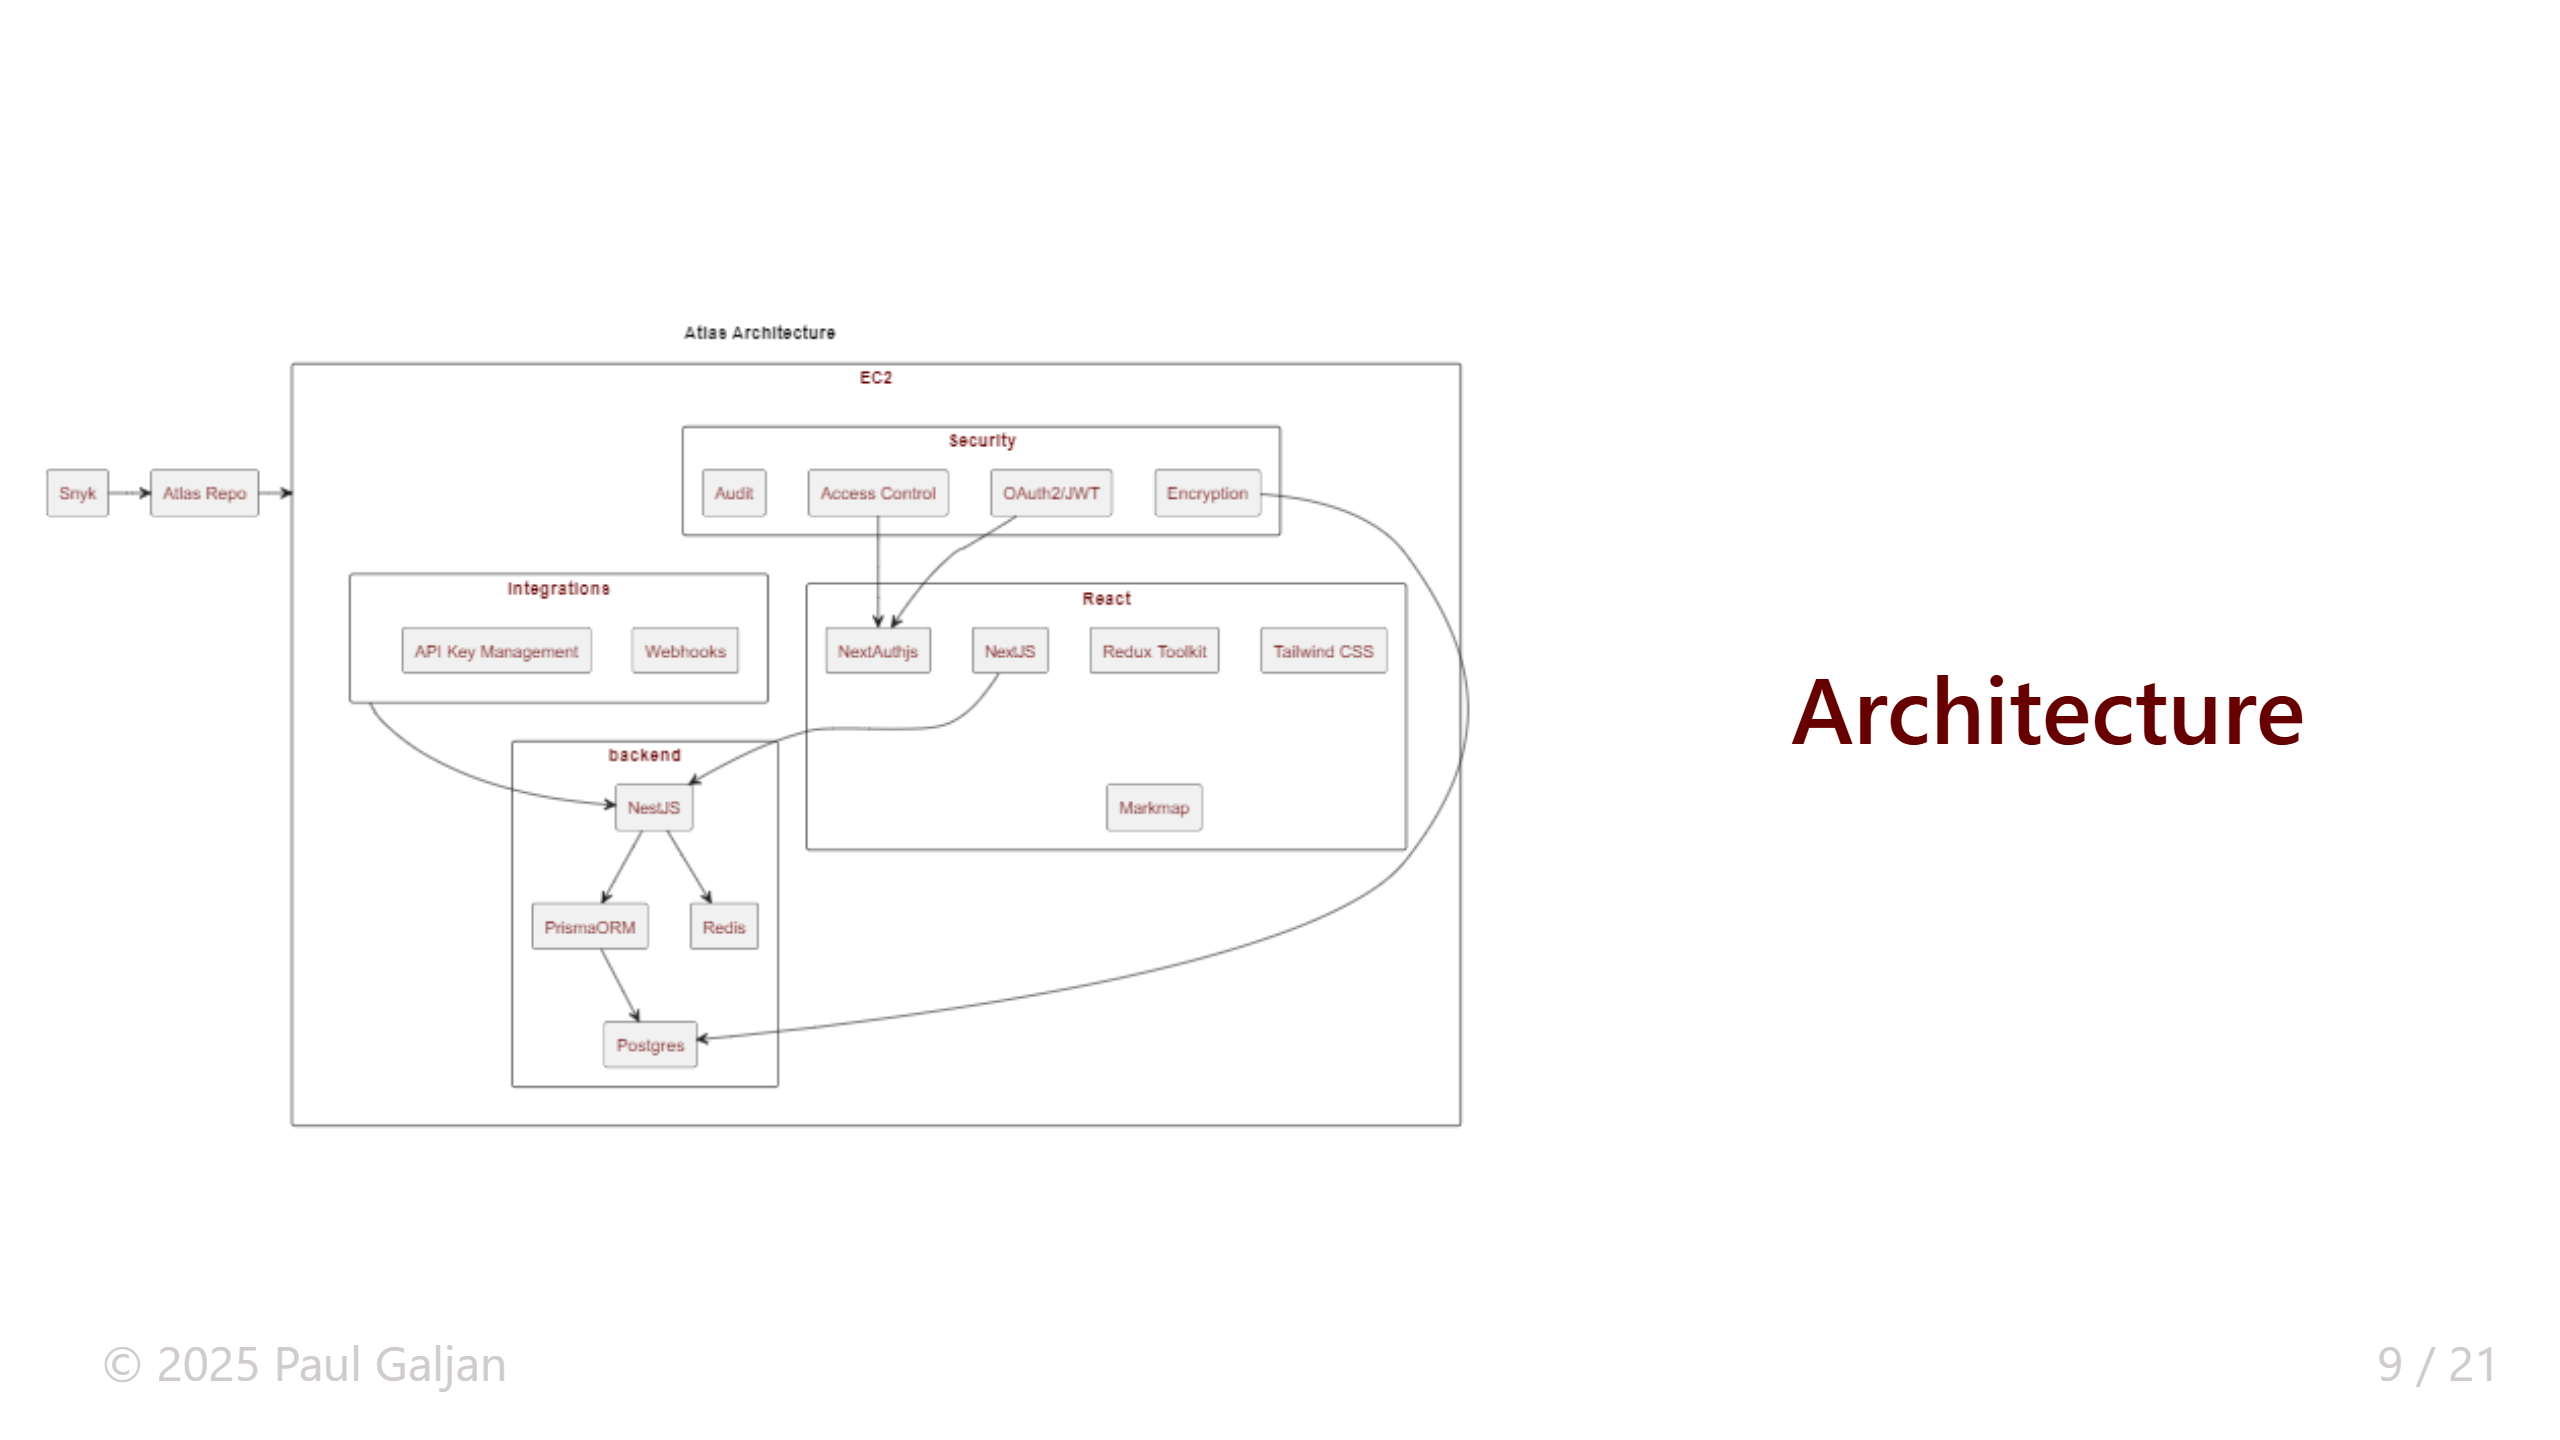 Atlas Architecture
EC2
Security
Snyk
Atlas Repo
Audit
Access Control
OAuth2/JWT
Encryption
Integrations
React
API Key Management
Webhooks
NextAuthjs
NextJS
Redux Toolkit
Tailwind CSS
Architecture
backend
NestJS
Markmap
PrismaORM
Redis
Postgres
© 2025 Paul Galjan
9 / 21